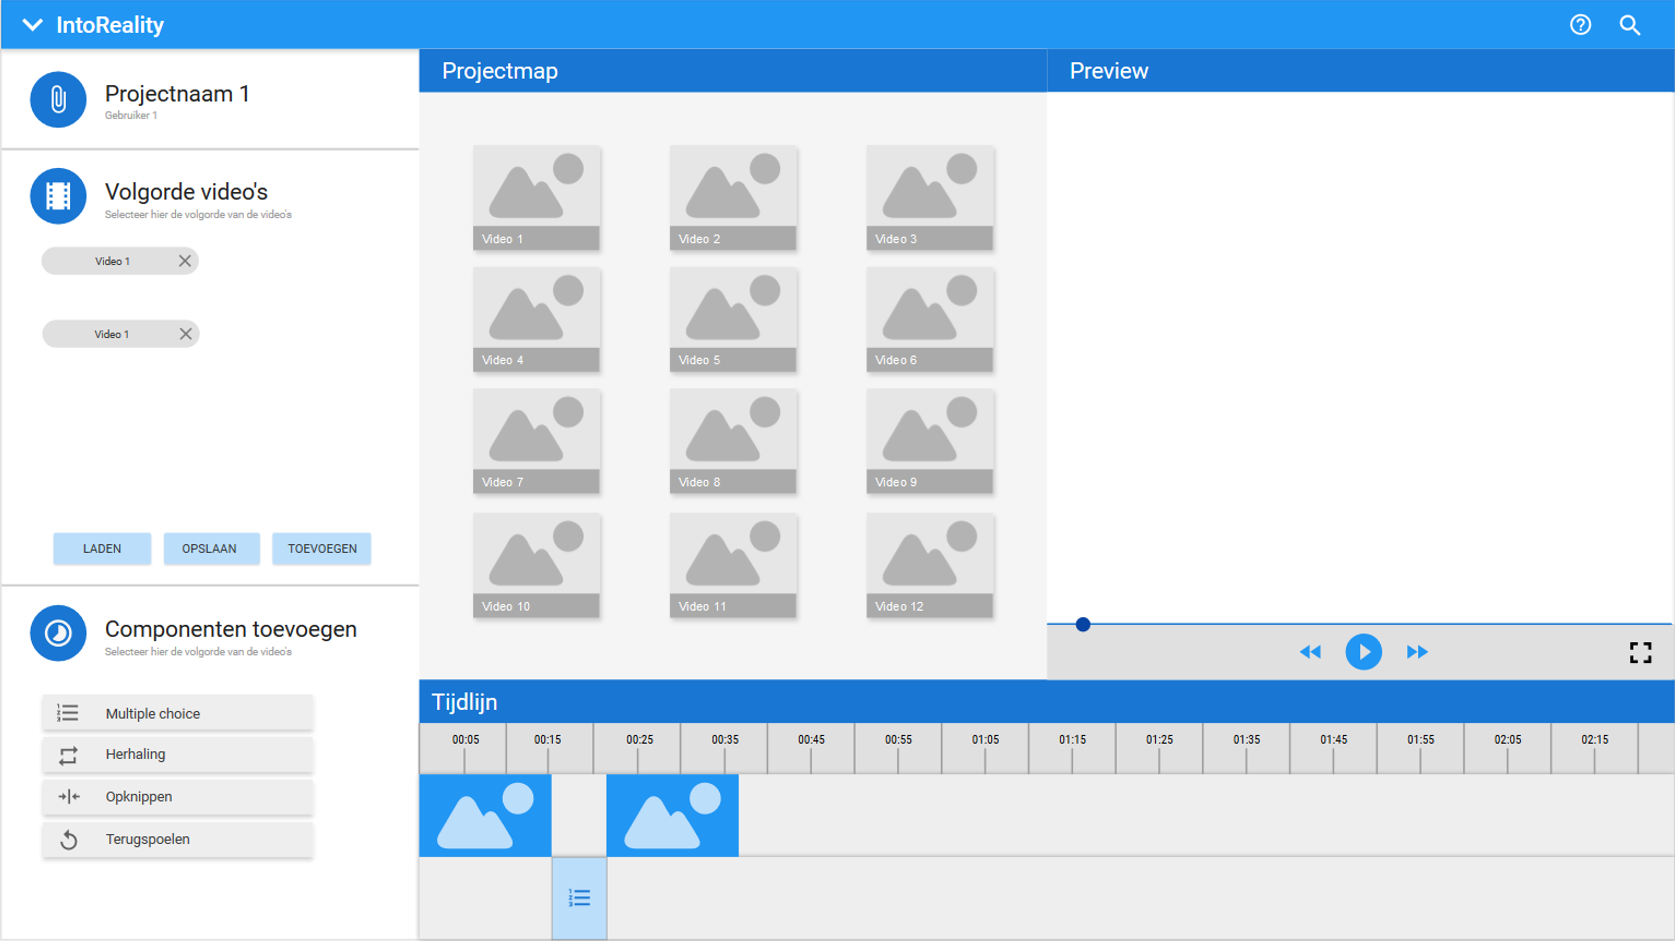 IntoReality
Projectnaam 1
Gebruiker 1
Volgorde video's
Selecteer hier de volgorde van de video's
Video 1
Video 1
LADEN OPSLAAN TOEVOEGEN
Componenten toevoegen
Selecteer hier de volgorde van de video's
Multiple choice
Herhaling
Opknippen
Terugspoelen
Projectmap
Video 1 Video 2 Video 3
Video 4 Video 5 Video 6
Video 7 Video 8 Video 9
Video 10 Video 11 Video 12
Preview
Tijdlijn
00:05 00:15 00:25 00:35 00:45 00:55 01:05 01:15 01:25 01:35 01:45 01:55 02:05 02:15